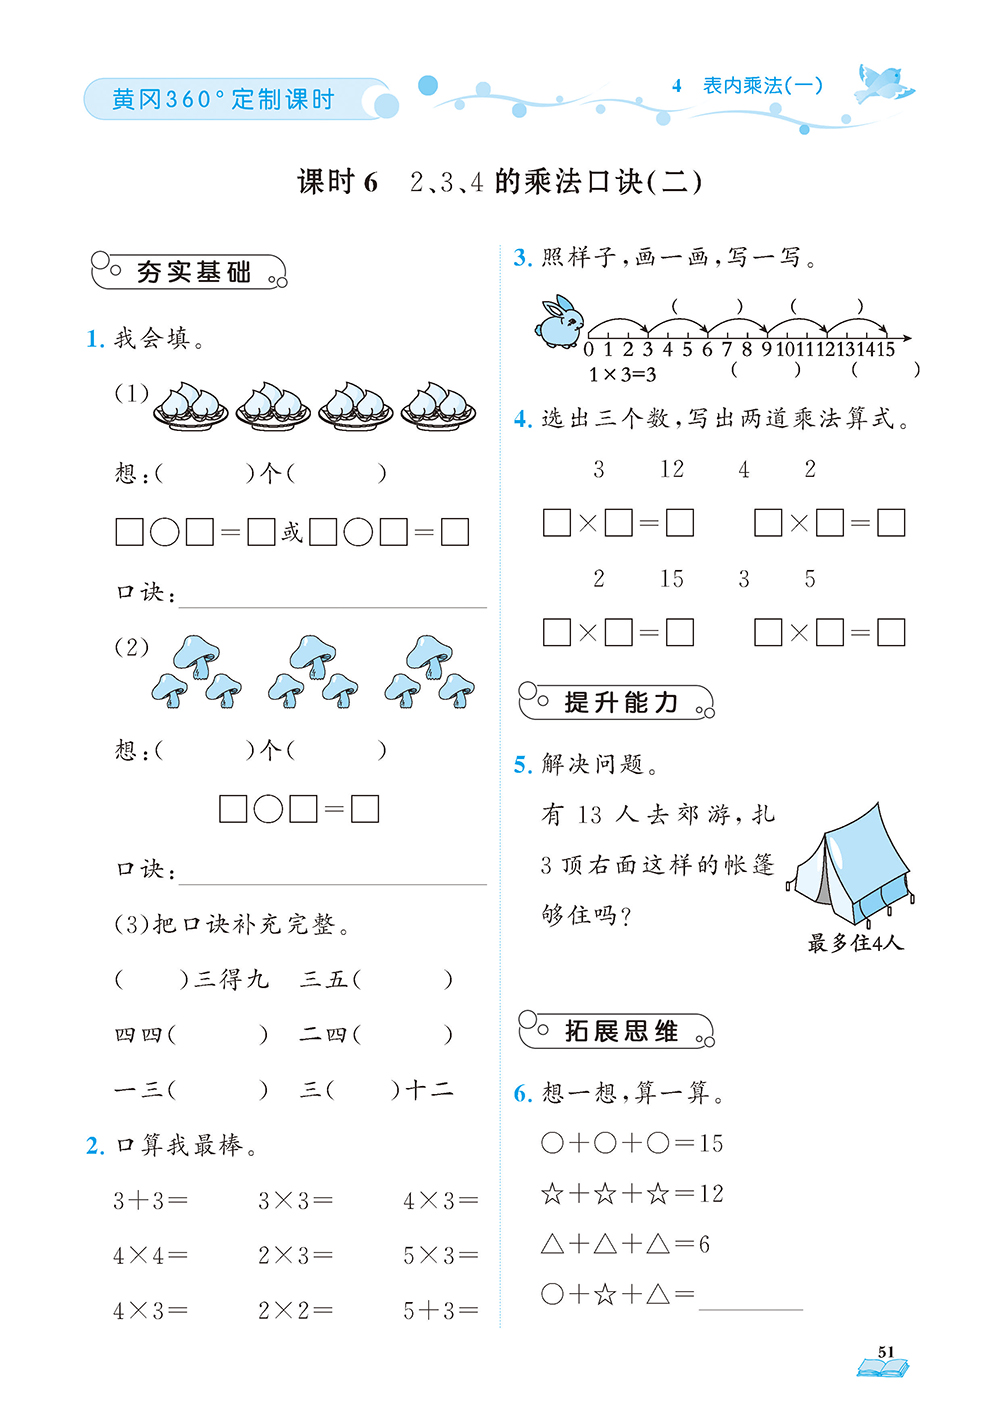 黄冈360°定制课时
4 表内乘法(一)
课时6 2、3、4的乘法口诀(二)
夯实基础
1. 我会填。
(1)
想:( )个( )
□○□=□或□○□=□
口诀:
(2)
想:( )个( )
□○□=□
口诀:
(3)把口诀补充完整。
( )三得九 三五( )
四四( ) 二四( )
一三( ) 三( )十二
2. 口算我最棒。
3+3= 3×3= 4×3=
4×4= 2×3= 5×3=
4×3= 2×2= 5+3=
3. 照样子,画一画,写一写。
( ) ( )
0 1 2 3 4 5 6 7 8 9 10 11 12 13 14 15
1×3=3 ( ) ( )
4. 选出三个数,写出两道乘法算式。
3 12 4 2
□×□=□ □×□=□
2 15 3 5
□×□=□ □×□=□
提升能力
5. 解决问题。
有 13 人去郊游,扎
3顶右面这样的帐篷
够住吗?
最多住4人
拓展思维
6. 想一想,算一算。
○+○+○=15
☆+☆+☆=12
△+△+△=6
○+☆+△=
51